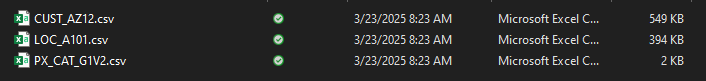 CUST_AZ12.csv 3/23/2025 8:23 AM Microsoft Excel C... 549 KB
LOC_A101.csv 3/23/2025 8:23 AM Microsoft Excel C... 394 KB
PX_CAT_G1V2.csv 3/23/2025 8:23 AM Microsoft Excel C... 2 KB